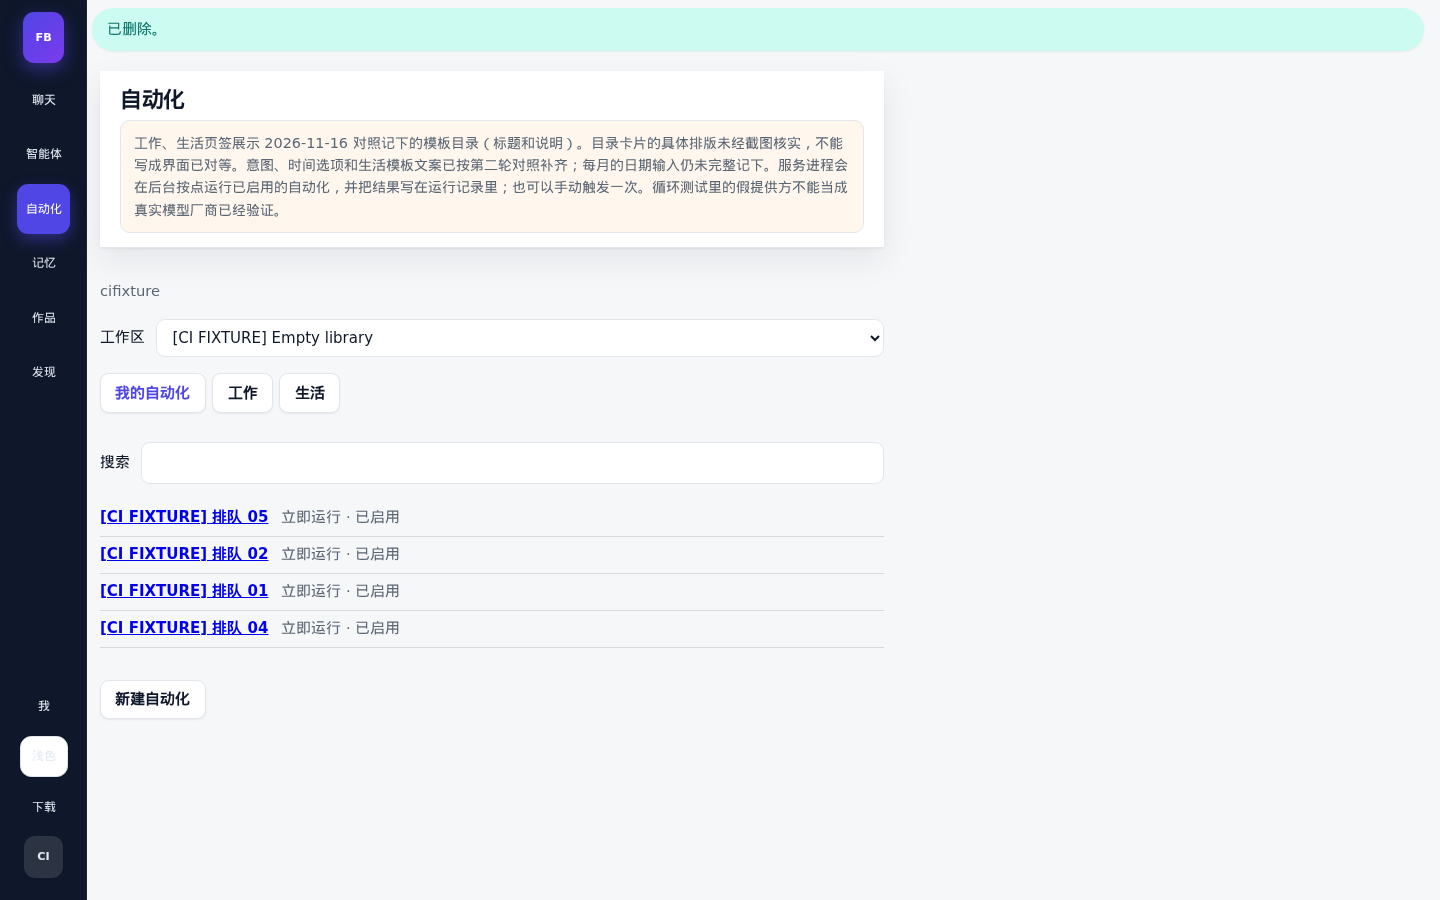 FB
聊天
智能体
自动化
记忆
作品
发现
我
浅色
下载
CI
已删除。
自动化
工作、生活页签展示 2026-11-16 对照记下的模板目录（标题和说明）。目录卡片的具体排版未经截图核实，不能
写成界面已对等。意图、时间选项和生活模板文案已按第二轮对照补齐；每月的日期输入仍未完整记下。服务进程会
在后台按点运行已启用的自动化，并把结果写在运行记录里；也可以手动触发一次。循环测试里的假提供方不能当成
真实模型厂商已经验证。
cifixture
工作区 [CI FIXTURE] Empty library
我的自动化 工作 生活
搜索
[CI FIXTURE] 排队 05 立即运行 · 已启用
[CI FIXTURE] 排队 02 立即运行 · 已启用
[CI FIXTURE] 排队 01 立即运行 · 已启用
[CI FIXTURE] 排队 04 立即运行 · 已启用
新建自动化